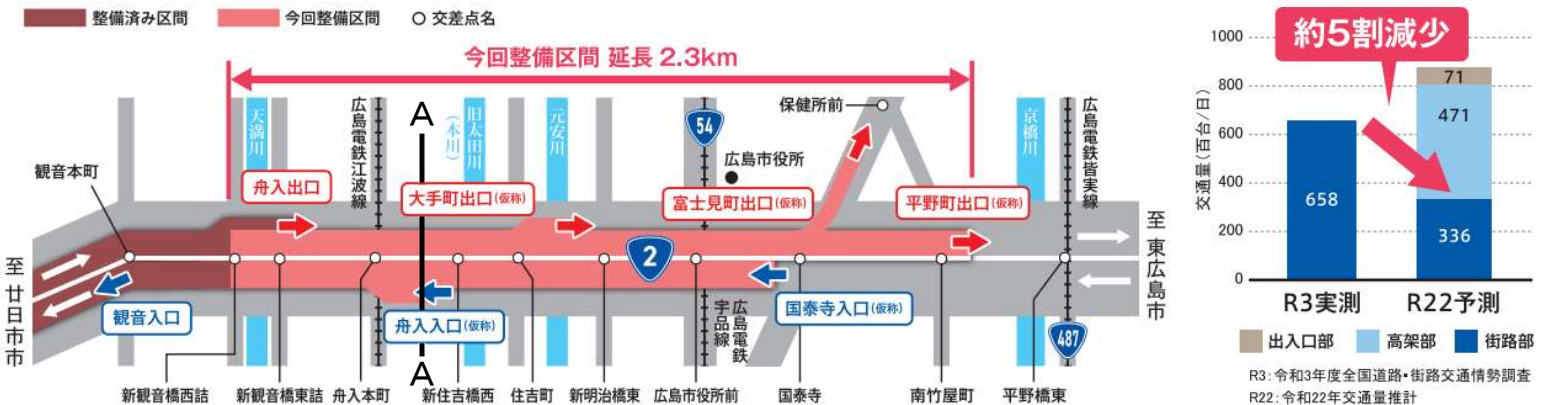 整備済み区間
今回整備区間
交差点名
今回整備区間 延長 2.3km
天満川
広島電鉄江波線
A
旧太田川
(本川)
元安川
54
広島市役所
保健所前
京橋川
広島電鉄皆実線
観音本町
舟入出口
大手町出口(仮称)
富士見町出口(仮称)
平野町出口(仮称)
2
至 廿日市市
至 東広島市
観音入口
舟入入口(仮称)
国泰寺入口(仮称)
広島電鉄
宇品線
487
A
新観音橋西詰
新観音橋東詰
舟入本町
新住吉橋西
住吉町
新明治橋東
広島市役所前
国泰寺
南竹屋町
平野橋東
約5割減少
交通量(百台/日)
1000
800
600
400
200
0
658
71
471
336
R3実測
R22予測
出入口部
高架部
街路部
R3:令和3年度全国道路・街路交通情勢調査
R22:令和22年交通量推計